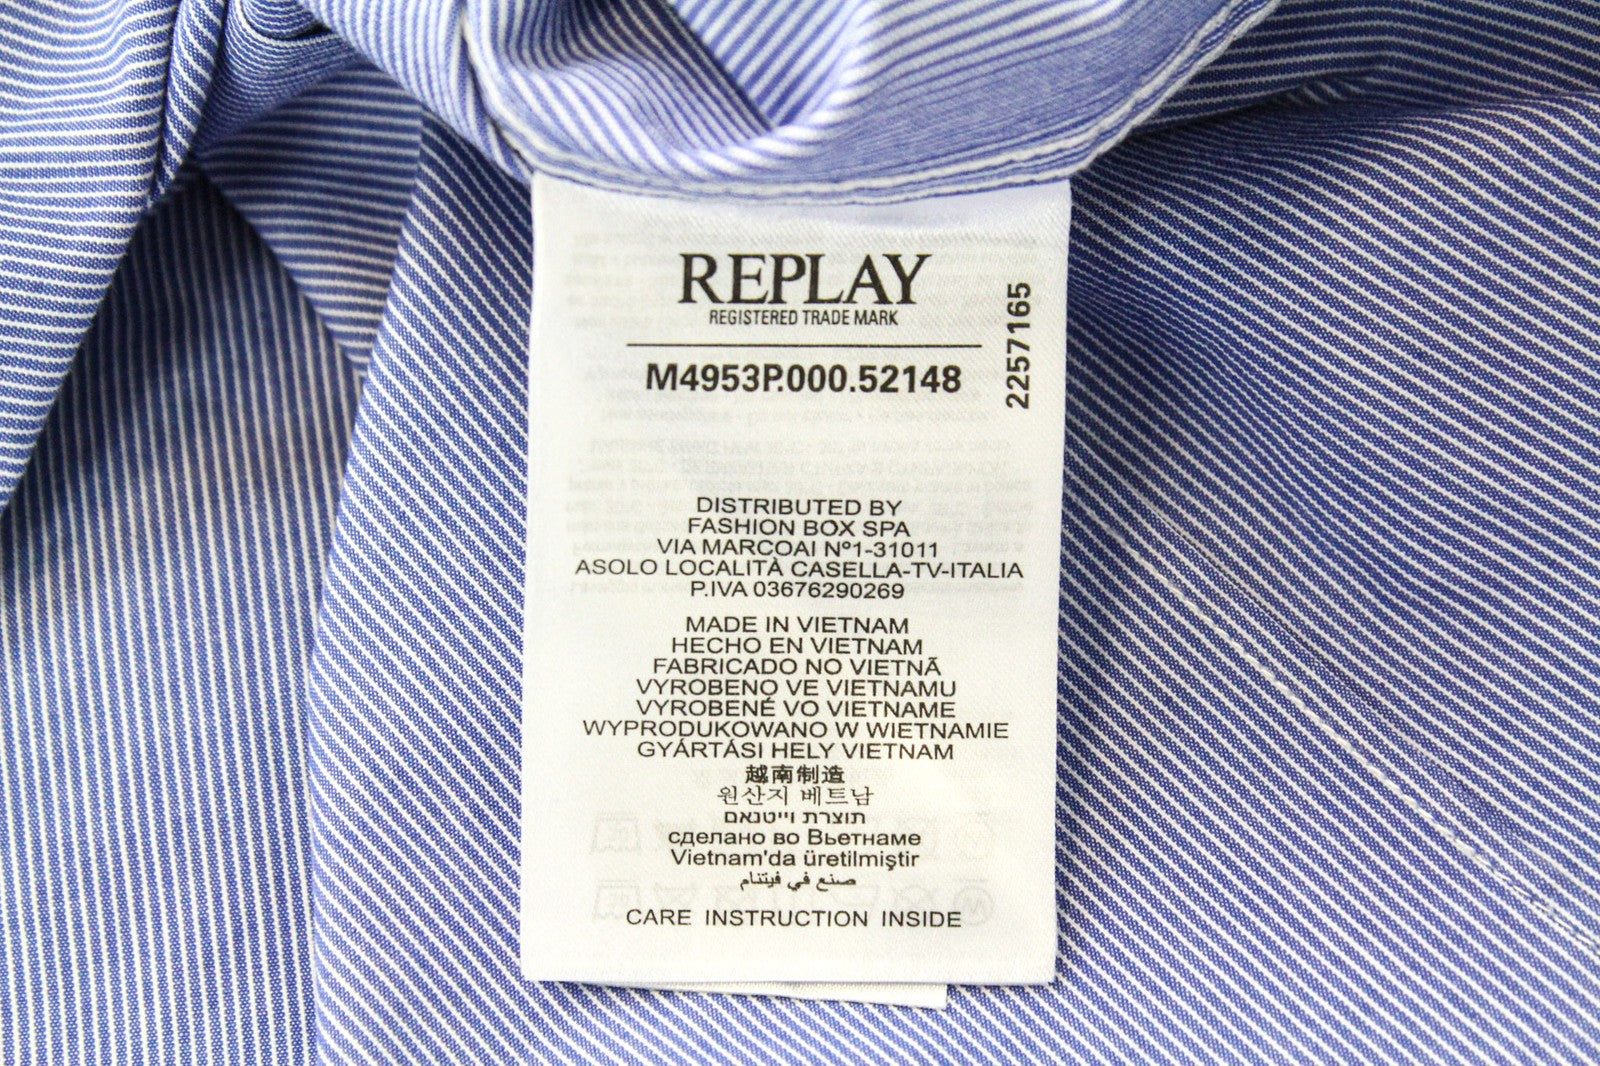 REPLAY
REGISTERED TRADE MARK
M4953P.000.52148
2257165
DISTRIBUTED BY
FASHION BOX SPA
VIA MARCOAI Nº1-31011
ASOLO LOCALITÀ CASELLA-TV-ITALIA
P.IVA 03676290269
MADE IN VIETNAM
HECHO EN VIETNAM
FABRICADO NO VIETNÃ
VYROBENO VE VIETNAMU
VYROBENÉ VO VIETNAME
WYPRODUKOWANO W WIETNAMIE
GYÁRTÁSI HELY VIETNAM
越南制造
원산지 베트남
תוצרת וייטנאם
сделано во Вьетнаме
Vietnam'da üretilmiştir
صنع في فيتنام
CARE INSTRUCTION INSIDE